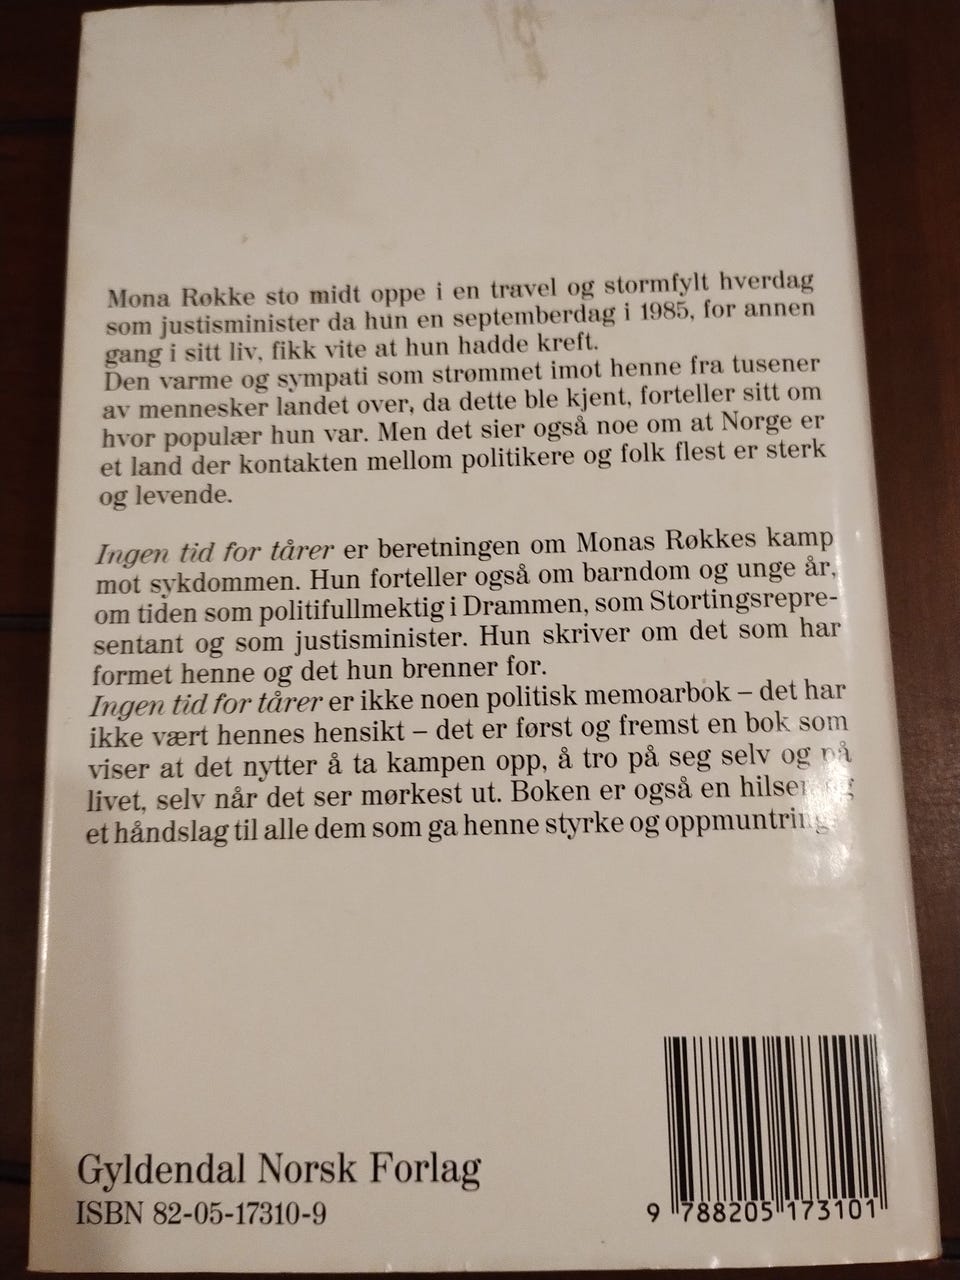 Mona Røkke sto midt oppe i en travel og stormfylt hverdag
som justisminister da hun en septemberdag i 1985, for annen
gang i sitt liv, fikk vite at hun hadde kreft.
Den varme og sympati som strømmet imot henne fra tusener
av mennesker landet over, da dette ble kjent, forteller sitt om
hvor populær hun var. Men det sier også noe om at Norge er
et land der kontakten mellom politikere og folk flest er sterk
og levende.
Ingen tid for tårer er beretningen om Monas Røkkes kamp
mot sykdommen. Hun forteller også om barndom og unge år,
om tiden som politifullmektig i Drammen, som Stortingsrepre-
sentant og som justisminister. Hun skriver om det som har
formet henne og det hun brenner for.
Ingen tid for tårer er ikke noen politisk memoarbok – det har
ikke vært hennes hensikt – det er først og fremst en bok som
viser at det nytter å ta kampen opp, å tro på seg selv og på
livet, selv når det ser mørkest ut. Boken er også en hilsen og
et håndslag til alle dem som ga henne styrke og oppmuntring.
Gyldendal Norsk Forlag
ISBN 82-05-17310-9
9 788205 173101